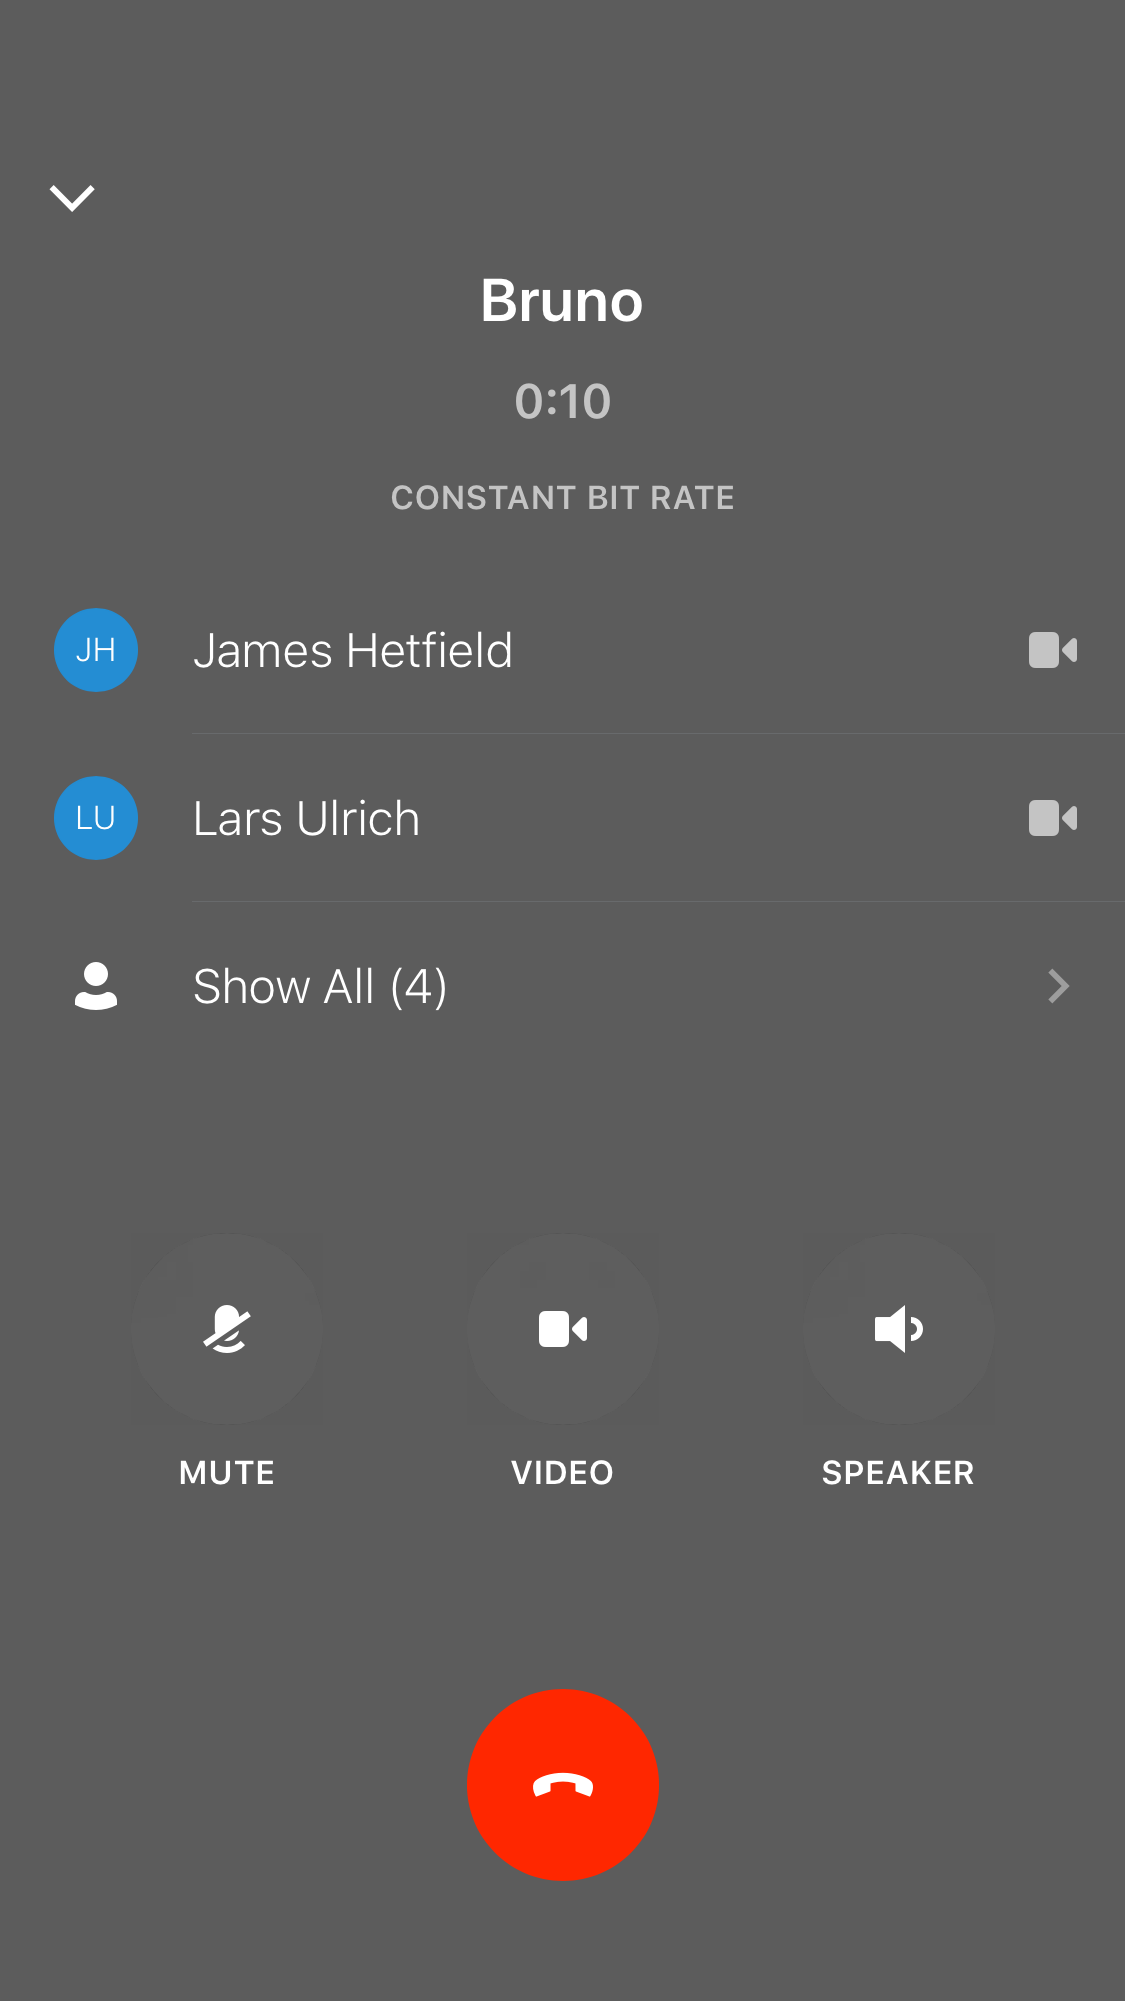 Bruno
0:10
CONSTANT BIT RATE
JH James Hetfield
LU Lars Ulrich
Show All (4)
MUTE VIDEO SPEAKER